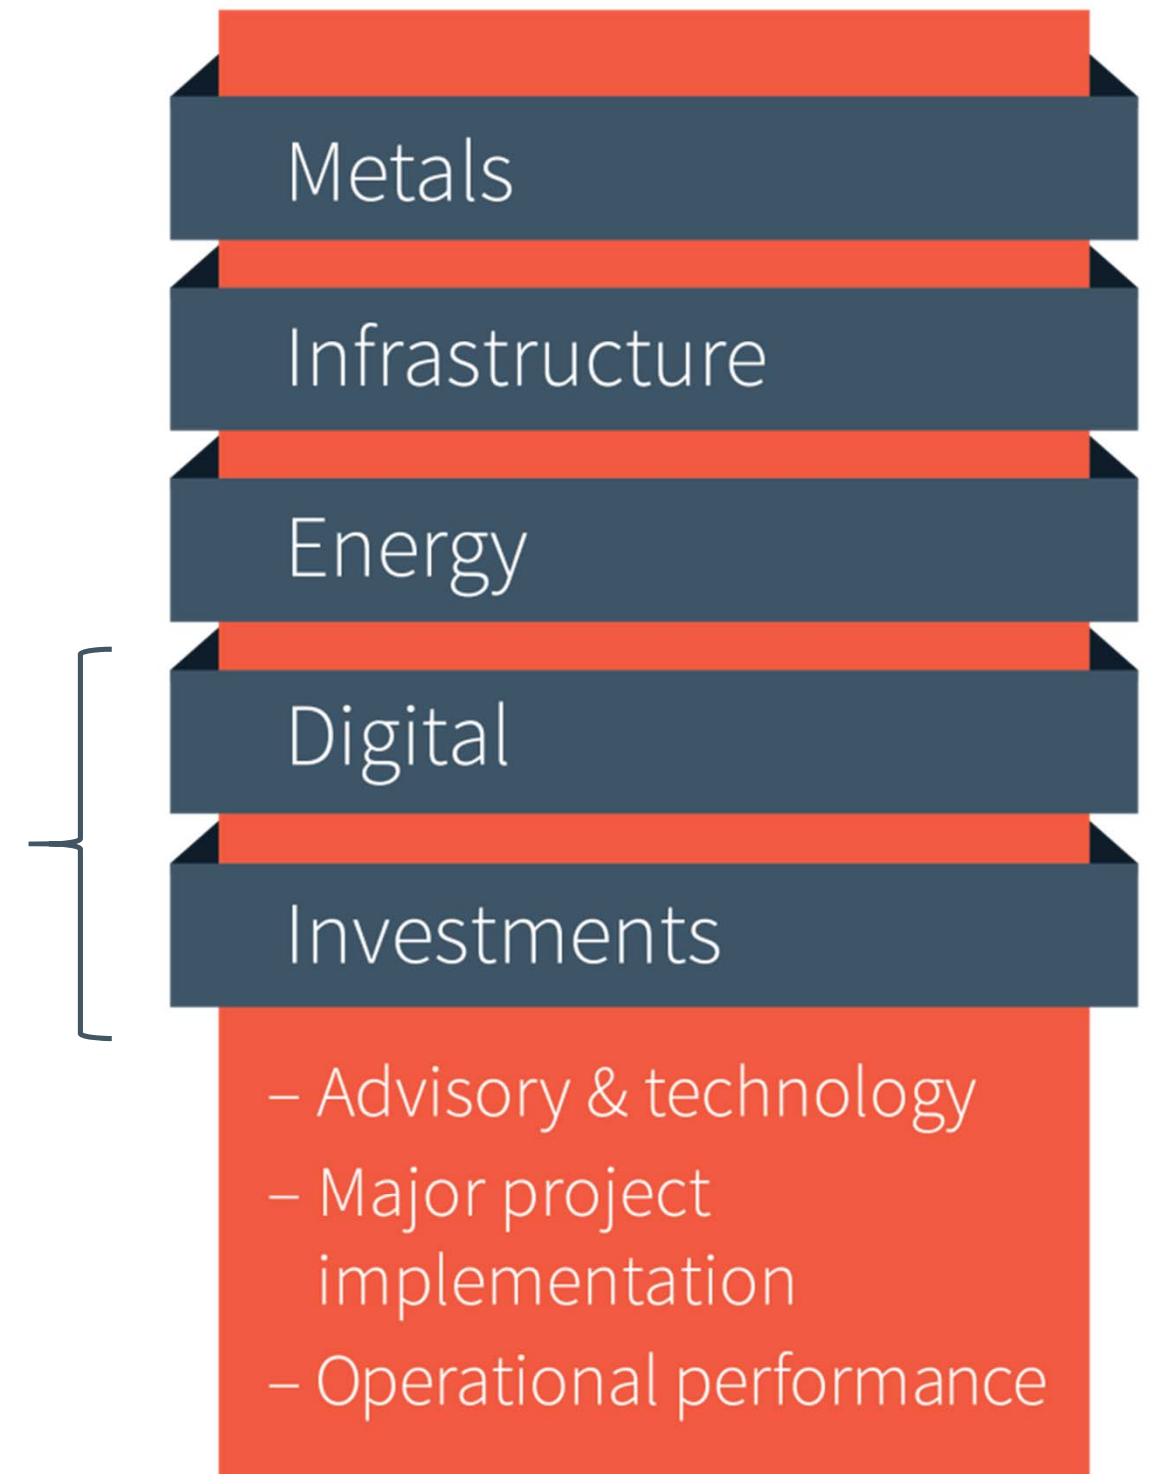 Metals
Infrastructure
Energy
Digital
Investments
– Advisory & technology
– Major project
implementation
– Operational performance